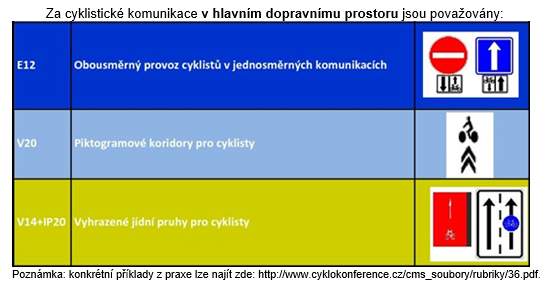 Za cyklistické komunikace v hlavním dopravnímu prostoru jsou považovány:
E12 Obousměrný provoz cyklistů v jednosměrných komunikacích
V20 Piktogramové koridory pro cyklisty
V14+IP20 Vyhrazené jídní pruhy pro cyklisty
Poznámka: konkrétní příklady z praxe lze najít zde: http://www.cyklokonference.cz/cms_soubory/rubriky/36.pdf.